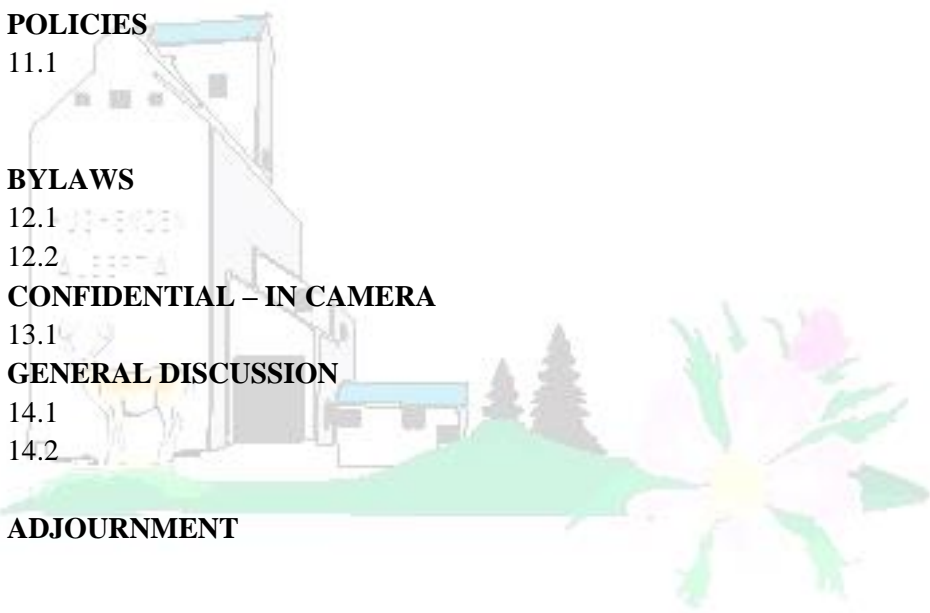 POLICIES
11.1
BYLAWS
12.1
12.2
CONFIDENTIAL – IN CAMERA
13.1
GENERAL DISCUSSION
14.1
14.2
ADJOURNMENT